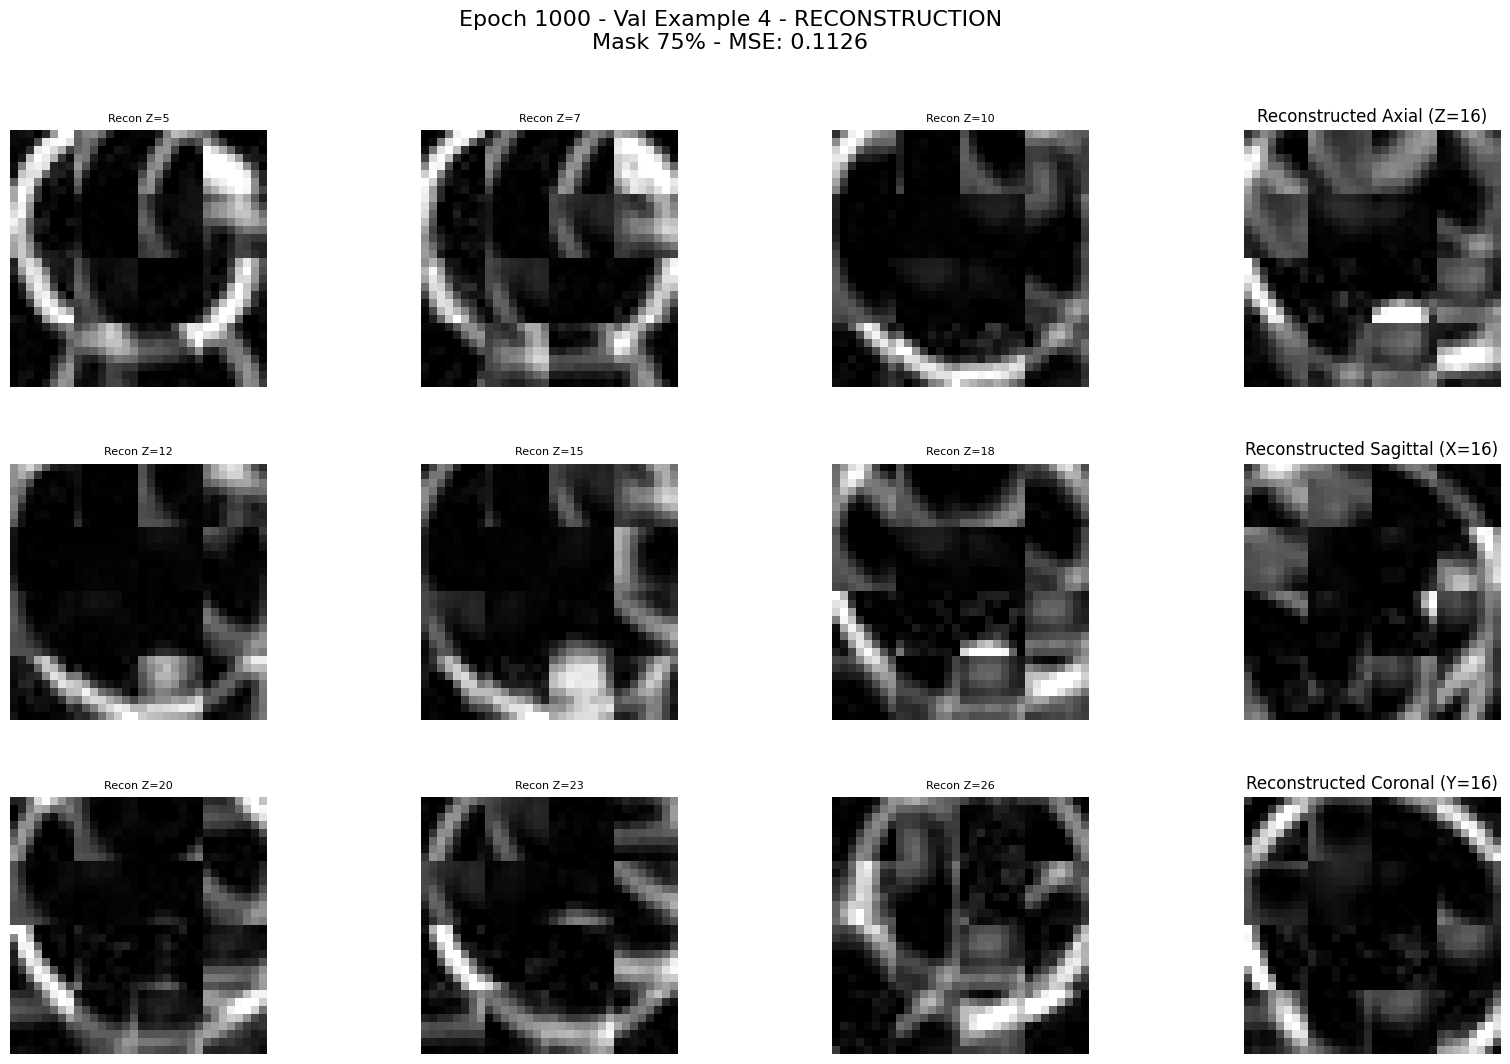 Epoch 1000 - Val Example 4 - RECONSTRUCTION
Mask 75% - MSE: 0.1126
Recon Z=5
Recon Z=7
Recon Z=10
Reconstructed Axial (Z=16)
Recon Z=12
Recon Z=15
Recon Z=18
Reconstructed Sagittal (X=16)
Recon Z=20
Recon Z=23
Recon Z=26
Reconstructed Coronal (Y=16)